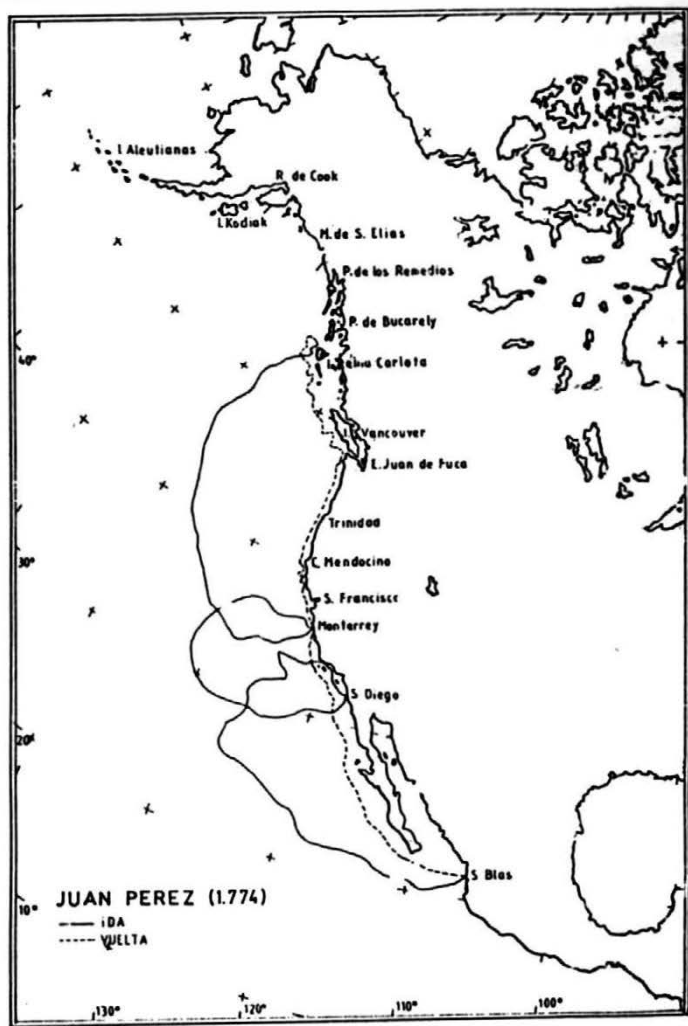 I. Aleutianas
R. de Cook
I. Kodiak
M. de S. Elias
P. de los Remedios
P. de Bucarely
40°
Carlota
I. Vancouver
E. Juan de Fuca
Trinidad
30°
C. Mendocino
S. Francisco
Monterrey
S. Diego
20°
S. Blas
JUAN PEREZ (1.774)
iDA
VUELTA
10°
130°
120°
110°
100°